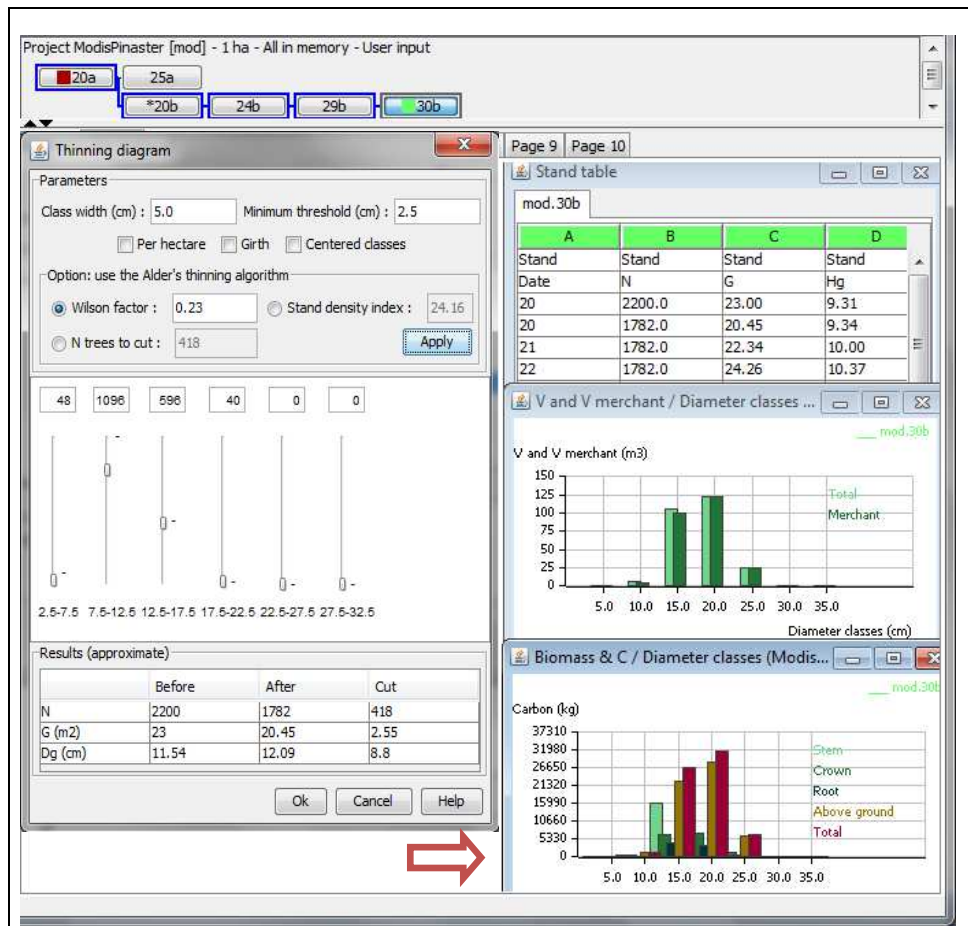 Project ModisPinaster [mod] - 1 ha - All in memory - User input
20a 25a
*20b 24b 29b 30b
Thinning diagram
Parameters
Class width (cm) : 5.0 Minimum threshold (cm) : 2.5
Per hectare Girth Centered classes
Option: use the Alder's thinning algorithm
Wilson factor : 0.23 Stand density index : 24.16
N trees to cut : 418 Apply
48 1096 596 40 0 0
2.5-7.5 7.5-12.5 12.5-17.5 17.5-22.5 22.5-27.5 27.5-32.5
Results (approximate)
Before After Cut
N 2200 1782 418
G (m2) 23 20.45 2.55
Dg (cm) 11.54 12.09 8.8
Ok Cancel Help
Page 9 Page 10
Stand table
mod.30b
A B C D
Stand Stand Stand Stand
Date N G Hg
20 2200.0 23.00 9.31
20 1782.0 20.45 9.34
21 1782.0 22.34 10.00
22 1782.0 24.26 10.37
V and V merchant / Diameter classes ...
mod.30b
V and V merchant (m3)
150
125
100
75
50
25
0
Total
Merchant
5.0 10.0 15.0 20.0 25.0 30.0 35.0
Diameter classes (cm)
Biomass & C / Diameter classes (Modis...
mod.30b
Carbon (kg)
37310
31980
26650
21320
15990
10660
5330
0
Stem
Crown
Root
Above ground
Total
5.0 10.0 15.0 20.0 25.0 30.0 35.0